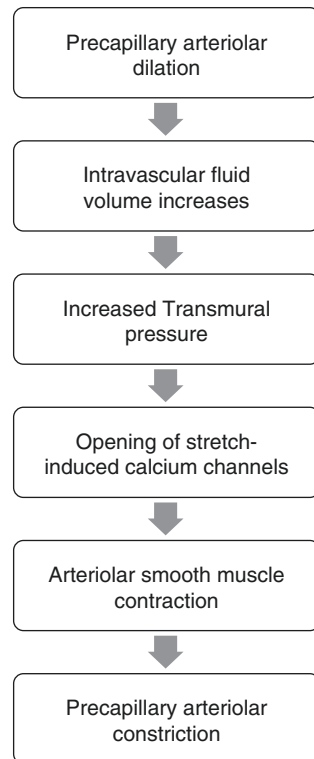 Precapillary arteriolar
dilation
Intravascular fluid
volume increases
Increased Transmural
pressure
Opening of stretch-
induced calcium channels
Arteriolar smooth muscle
contraction
Precapillary arteriolar
constriction